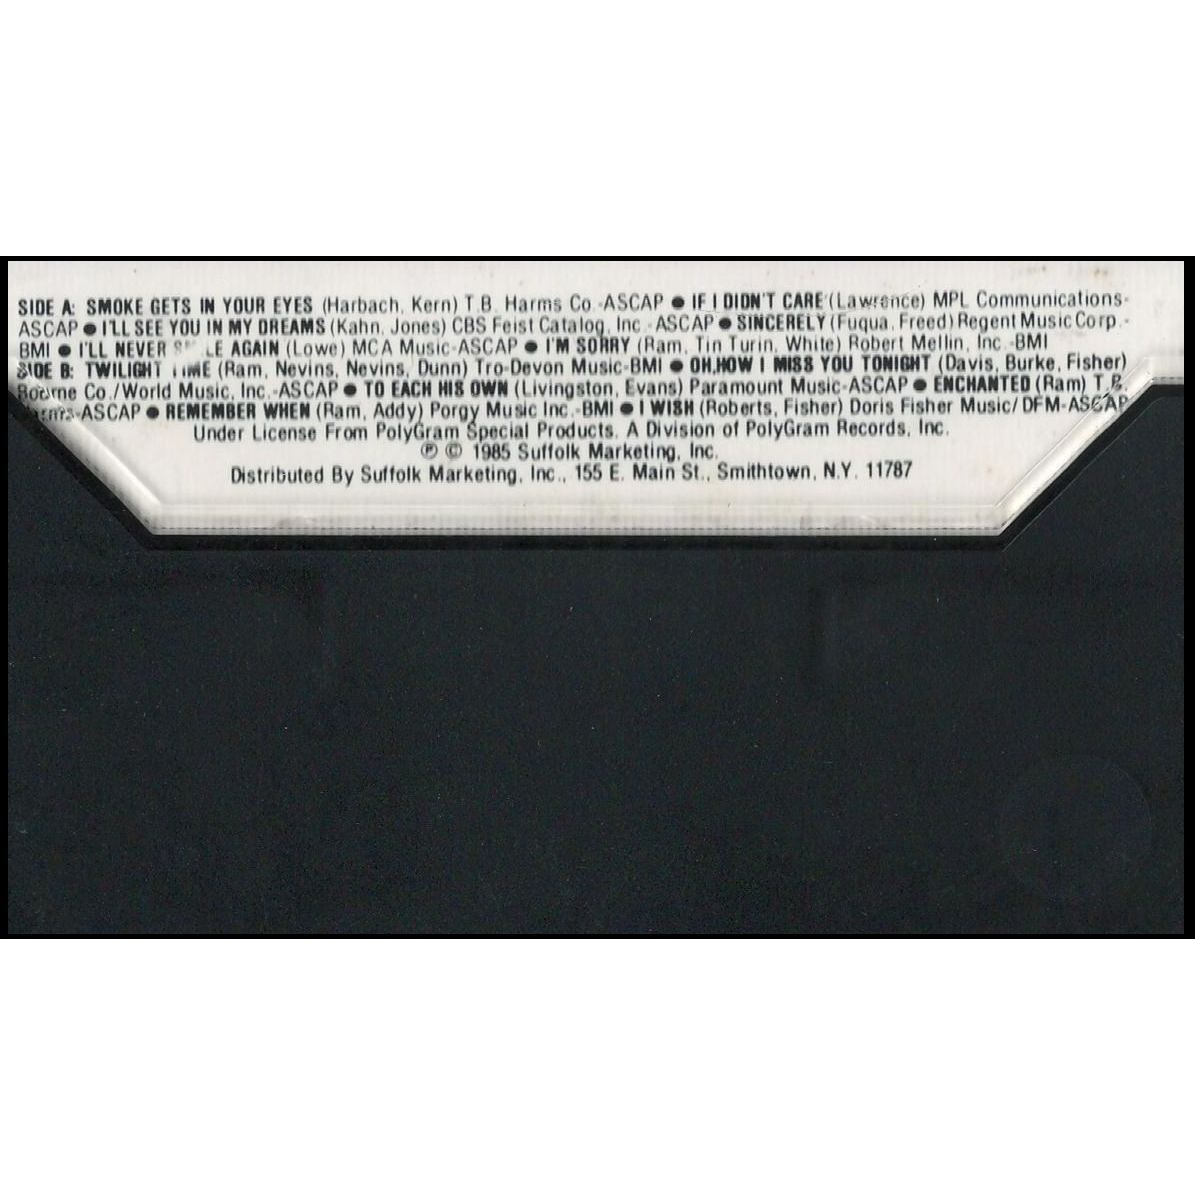 SIDE A: SMOKE GETS IN YOUR EYES (Harbach, Kern) T.B. Harms Co.-ASCAP ● IF I DIDN'T CARE (Lawrence) MPL Communications-
ASCAP ● I'LL SEE YOU IN MY DREAMS (Kahn, Jones) CBS Feist Catalog, Inc.-ASCAP ● SINCERELY (Fuqua, Freed) Regent Music Corp.-
BMI ● I'LL NEVER AGAIN (Lowe) MCA Music-ASCAP ● I'M SORRY (Ram, Tin Turin, White) Robert Mellin, Inc.-BMI
SIDE B: TWILIGHT TIME (Ram, Nevins, Nevins, Dunn) Tro-Devon Music-BMI ● OH,HOW I MISS YOU TONIGHT (Davis, Burke, Fisher)
Bourne Co./World Music, Inc.-ASCAP ● TO EACH HIS OWN (Livingston, Evans) Paramount Music-ASCAP ● ENCHANTED (Ram) T.B.
Harms-ASCAP ● REMEMBER WHEN (Ram, Addy) Porgy Music Inc.-BMI ● I WISH (Roberts, Fisher) Doris Fisher Music/DFM-ASCAP
Under License From PolyGram Special Products, A Division of PolyGram Records, Inc.
℗ © 1985 Suffolk Marketing, Inc.
Distributed By Suffolk Marketing, Inc., 155 E. Main St., Smithtown, N.Y. 11787